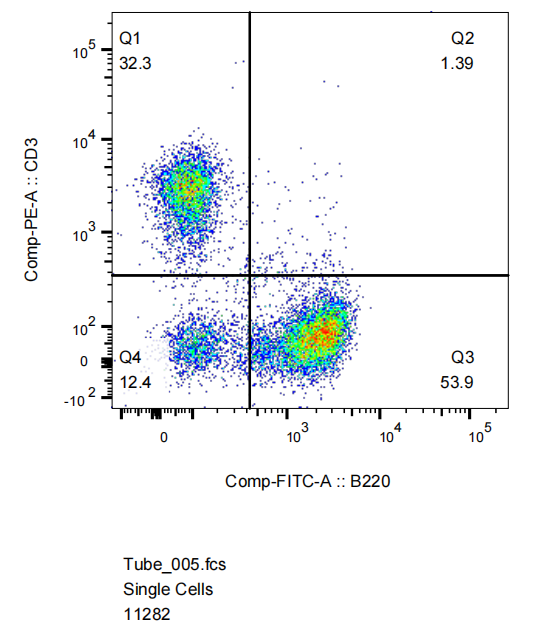 Q1
32.3
Q2
1.39
10^5
10^4
10^3
10^2
0
-10^2
Comp-PE-A :: CD3
Q4
12.4
Q3
53.9
0
10^3
10^4
10^5
Comp-FITC-A :: B220
Tube_005.fcs
Single Cells
11282